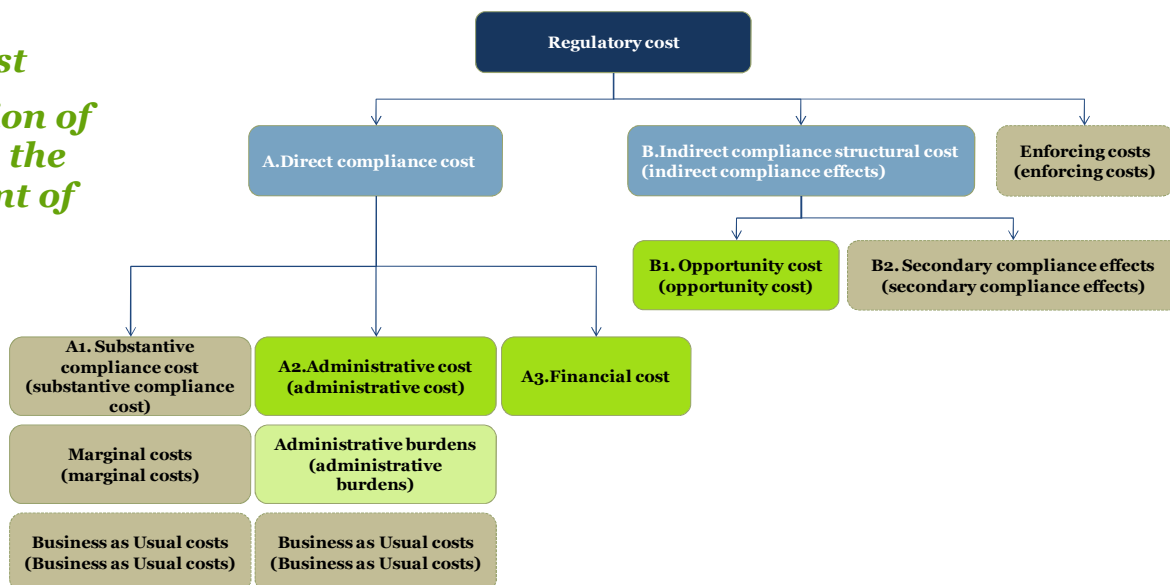 Regulatory cost
st
ion of
the
nt of
A.Direct compliance cost
B.Indirect compliance structural cost
(indirect compliance effects)
Enforcing costs
(enforcing costs)
B1. Opportunity cost
(opportunity cost)
B2. Secondary compliance effects
(secondary compliance effects)
A1. Substantive
compliance cost
(substantive compliance
cost)
A2.Administrative cost
(administrative cost)
A3.Financial cost
Marginal costs
(marginal costs)
Administrative burdens
(administrative
burdens)
Business as Usual costs
(Business as Usual costs)
Business as Usual costs
(Business as Usual costs)